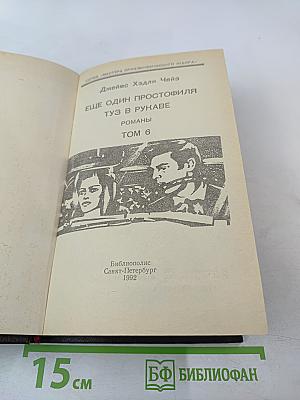 СЕРИЯ «МАСТЕРА ПРИКЛЮЧЕНЧЕСКОГО ЖАНРА»
Джеймс Хэдли Чейз
ЕЩЕ ОДИН ПРОСТОФИЛЯ
ТУЗ В РУКАВЕ
РОМАНЫ
ТОМ 6
Библиополис
Санкт-Петербург
1992
15 см
БФ БИБЛИОФАН